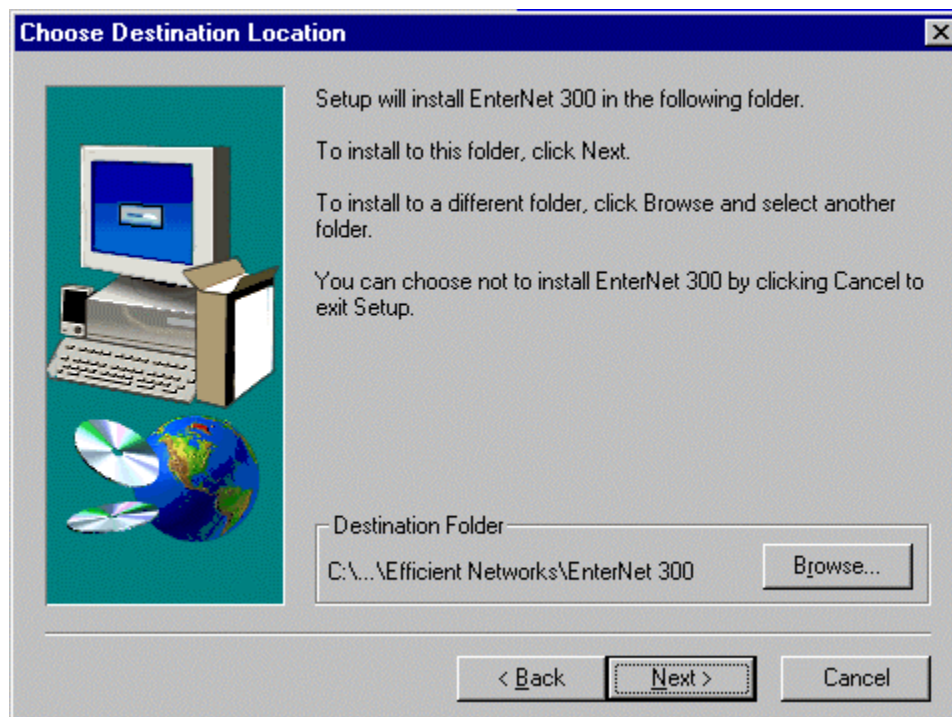 Choose Destination Location
Setup will install EnterNet 300 in the following folder.
To install to this folder, click Next.
To install to a different folder, click Browse and select another
folder.
You can choose not to install EnterNet 300 by clicking Cancel to
exit Setup.
Destination Folder
C:\...\Efficient Networks\EnterNet 300
Browse...
< Back
Next >
Cancel